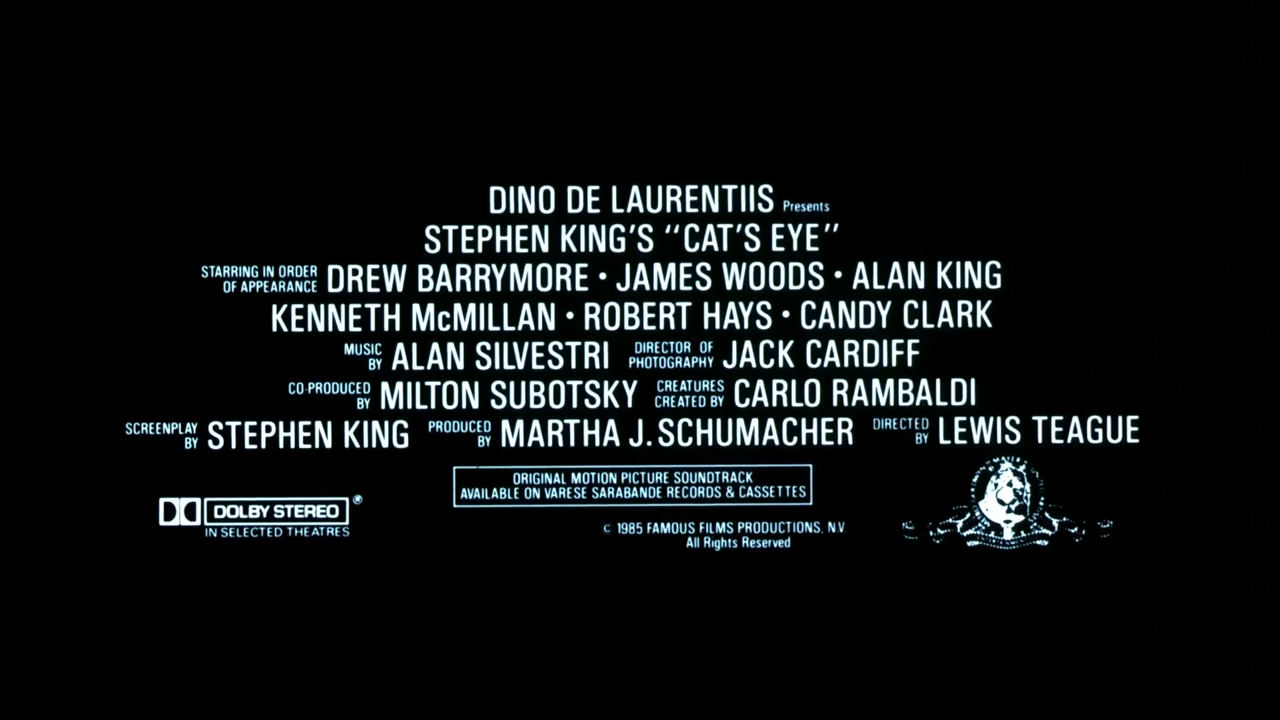 DINO DE LAURENTIIS Presents
STEPHEN KING'S "CAT'S EYE"
STARRING IN ORDER OF APPEARANCE DREW BARRYMORE • JAMES WOODS • ALAN KING
KENNETH McMILLAN • ROBERT HAYS • CANDY CLARK
MUSIC BY ALAN SILVESTRI DIRECTOR OF PHOTOGRAPHY JACK CARDIFF
CO-PRODUCED BY MILTON SUBOTSKY CREATURES CREATED BY CARLO RAMBALDI
SCREENPLAY BY STEPHEN KING PRODUCED BY MARTHA J. SCHUMACHER DIRECTED BY LEWIS TEAGUE
ORIGINAL MOTION PICTURE SOUNDTRACK
AVAILABLE ON VARESE SARABANDE RECORDS & CASSETTES
DOLBY STEREO ®
IN SELECTED THEATRES
© 1985 FAMOUS FILMS PRODUCTIONS, N.V.
All Rights Reserved